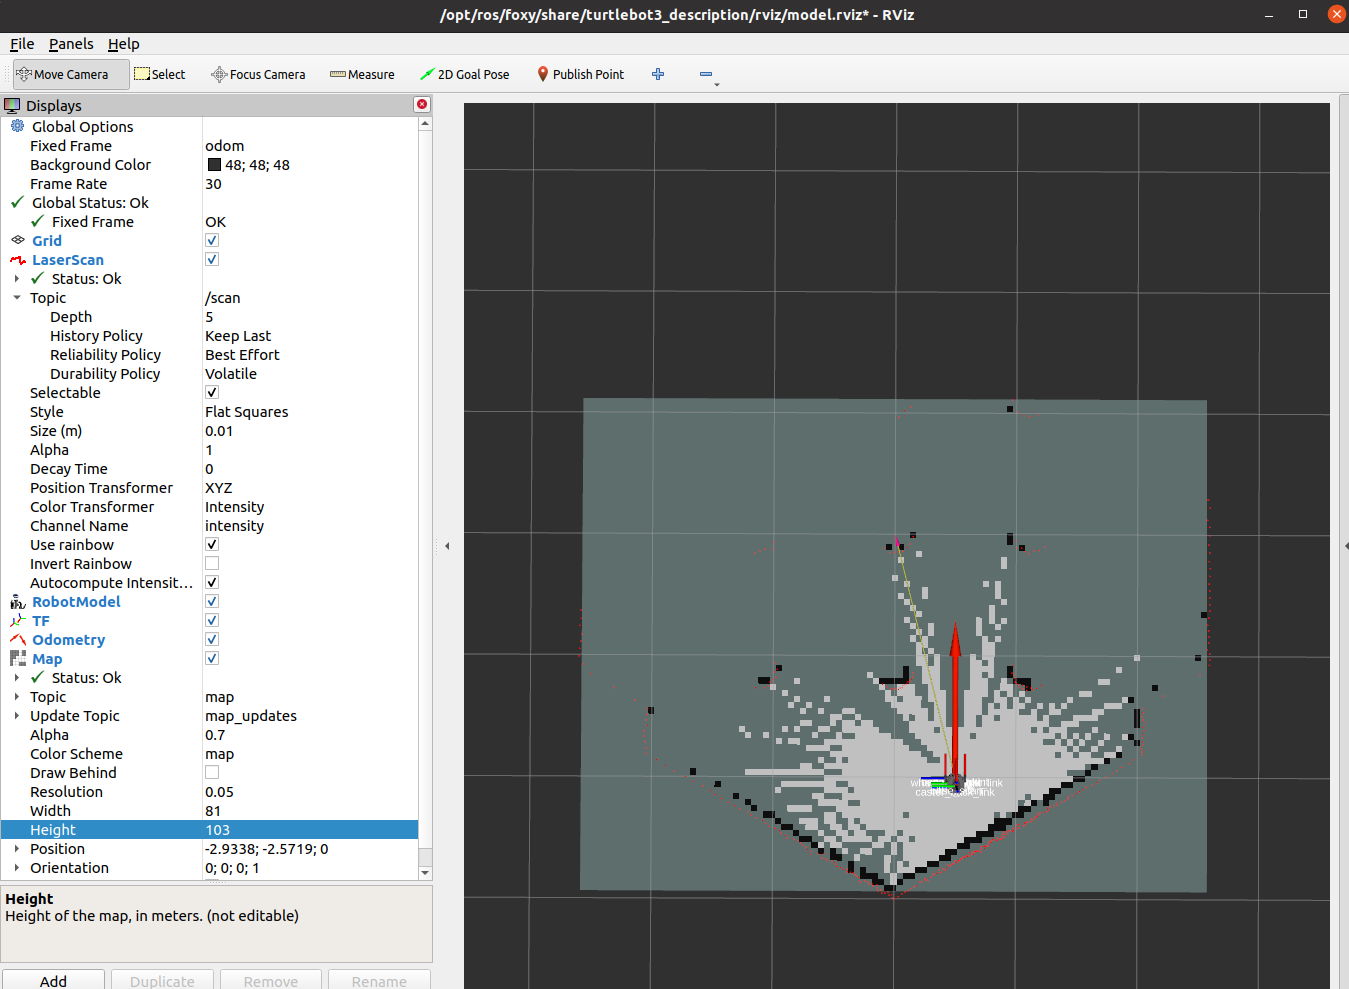 /opt/ros/foxy/share/turtlebot3_description/rviz/model.rviz* - RViz
File Panels Help
Move Camera Select Focus Camera Measure 2D Goal Pose Publish Point
Displays
Global Options
Fixed Frame odom
Background Color 48; 48; 48
Frame Rate 30
Global Status: Ok
Fixed Frame OK
Grid
LaserScan
Status: Ok
Topic /scan
Depth 5
History Policy Keep Last
Reliability Policy Best Effort
Durability Policy Volatile
Selectable
Style Flat Squares
Size (m) 0.01
Alpha 1
Decay Time 0
Position Transformer XYZ
Color Transformer Intensity
Channel Name intensity
Use rainbow
Invert Rainbow
Autocompute Intensit...
RobotModel
TF
Odometry
Map
Status: Ok
Topic map
Update Topic map_updates
Alpha 0.7
Color Scheme map
Draw Behind
Resolution 0.05
Width 81
Height 103
Position -2.9338; -2.5719; 0
Orientation 0; 0; 0; 1
Height
Height of the map, in meters. (not editable)
Add Duplicate Remove Rename